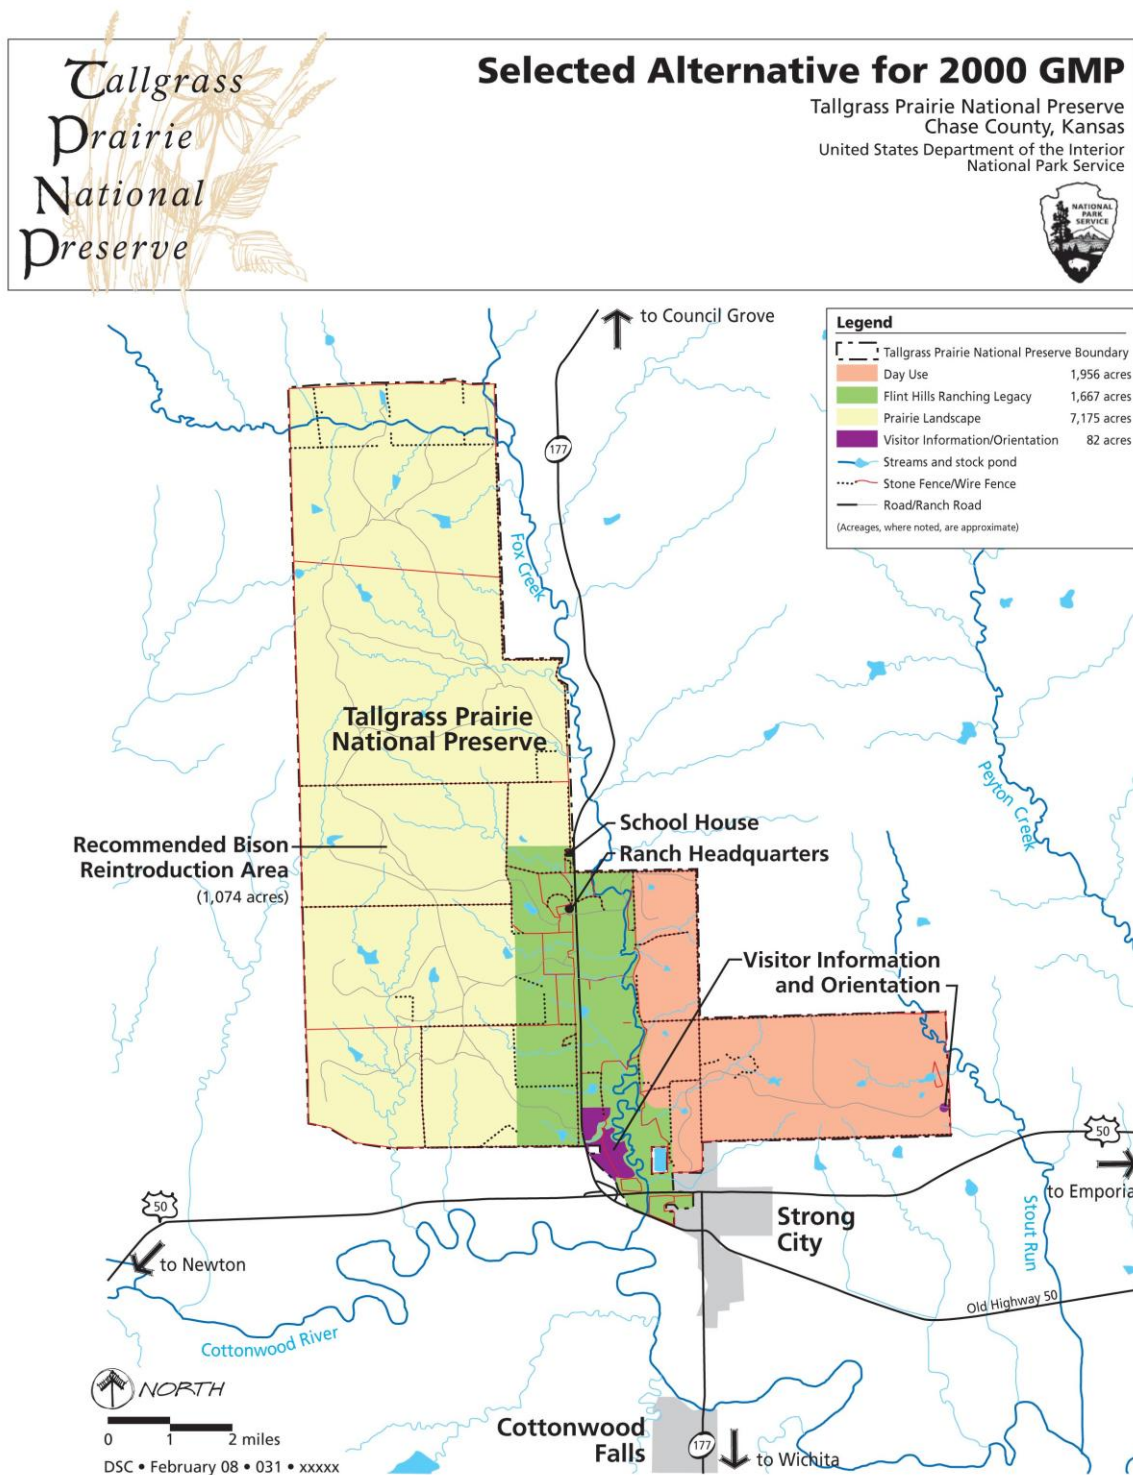 Tallgrass
Prairie
National
Preserve
Selected Alternative for 2000 GMP
Tallgrass Prairie National Preserve
Chase County, Kansas
United States Department of the Interior
National Park Service
NATIONAL
PARK
SERVICE
to Council Grove
Legend
Tallgrass Prairie National Preserve Boundary
Day Use 1,956 acres
Flint Hills Ranching Legacy 1,667 acres
Prairie Landscape 7,175 acres
Visitor Information/Orientation 82 acres
Streams and stock pond
Stone Fence/Wire Fence
Road/Ranch Road
(Acreages, where noted, are approximate)
177
Fox Creek
Tallgrass Prairie
National Preserve
Peyton Creek
School House
Ranch Headquarters
Recommended Bison
Reintroduction Area
(1,074 acres)
Visitor Information
and Orientation
50
to Emporia
50
to Newton
Strong
City
Stout Run
Old Highway 50
Cottonwood River
NORTH
0 1 2 miles
Cottonwood
Falls
177
to Wichita
DSC • February 08 • 031 • xxxxx